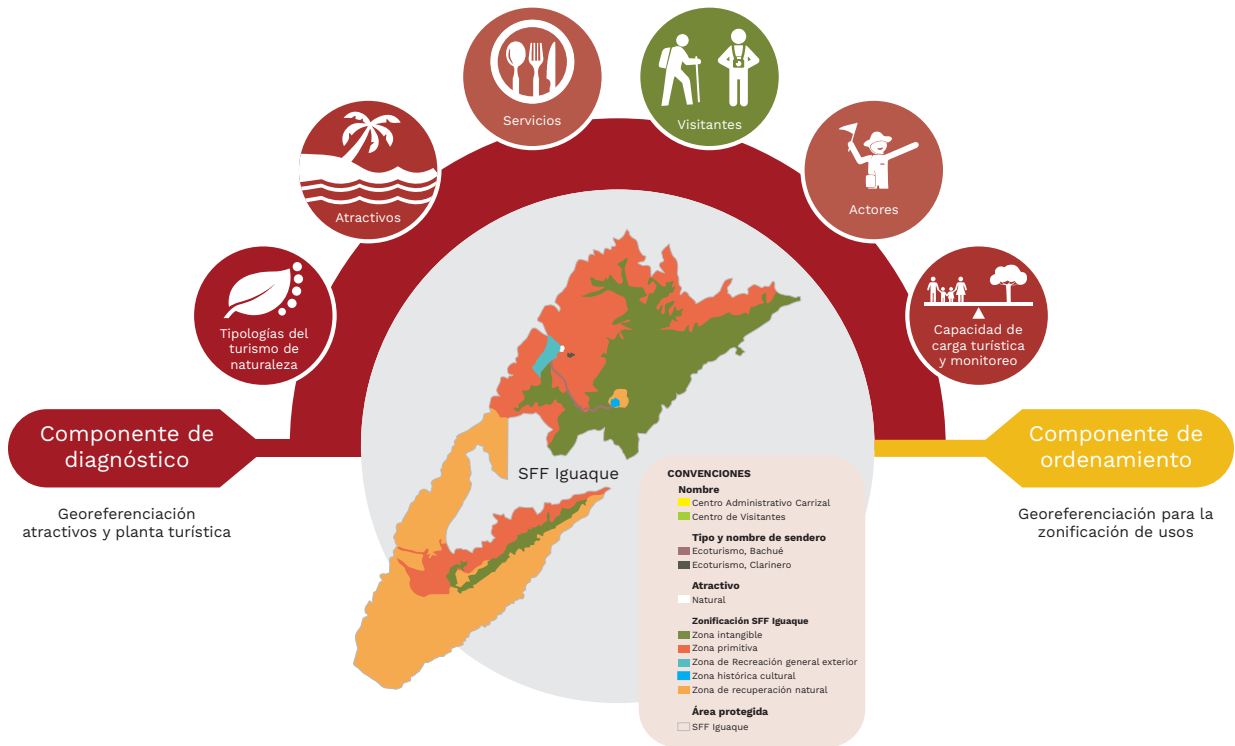 Servicios
Visitantes
Atractivos
Actores
Tipologías del
turismo de
naturaleza
Capacidad de
carga turística
y monitoreo
Componente de
diagnóstico
Georeferenciación
atractivos y planta turística
Componente de
ordenamiento
Georeferenciación para la
zonificación de usos
SFF Iguaque
CONVENCIONES
Nombre
Centro Administrativo Carrizal
Centro de Visitantes
Tipo y nombre de sendero
Ecoturismo, Bachué
Ecoturismo, Clarinero
Atractivo
Natural
Zonificación SFF Iguaque
Zona intangible
Zona primitiva
Zona de Recreación general exterior
Zona histórica cultural
Zona de recuperación natural
Área protegida
SFF Iguaque